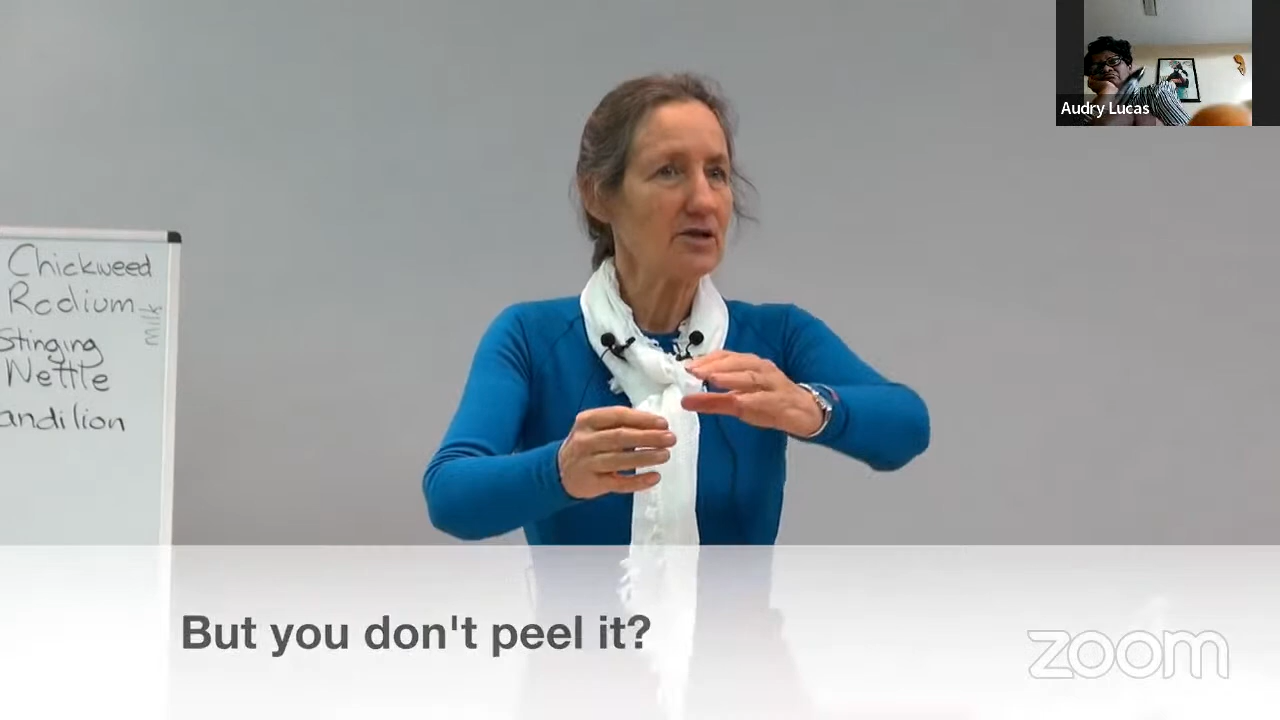 Chickweed
Rodium
milk
Stinging
Nettle
andilion
Audry Lucas
But you don't peel it?
zoom